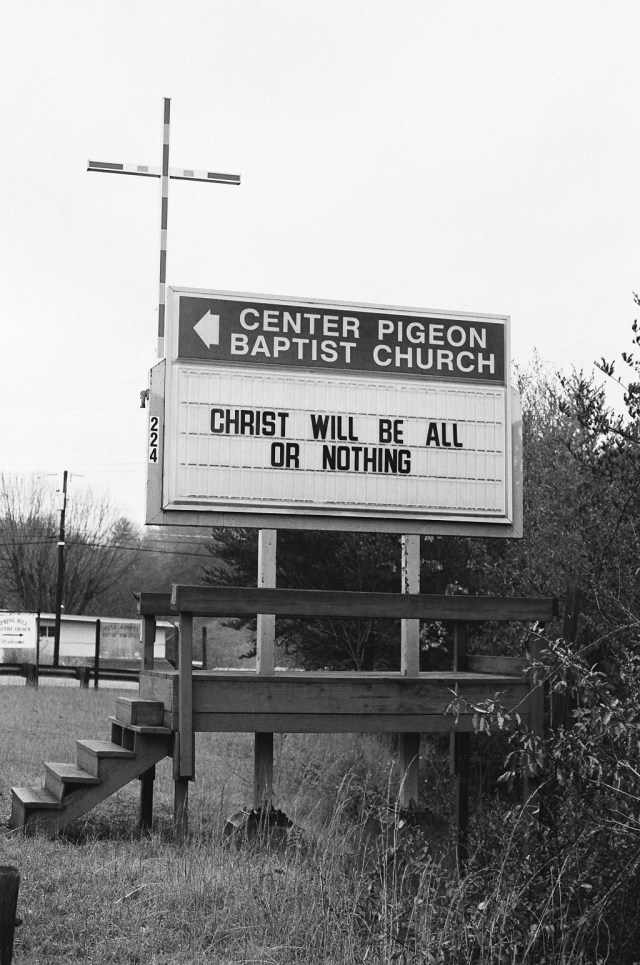 CENTER PIGEON
BAPTIST CHURCH
CHRIST WILL BE ALL
OR NOTHING
224